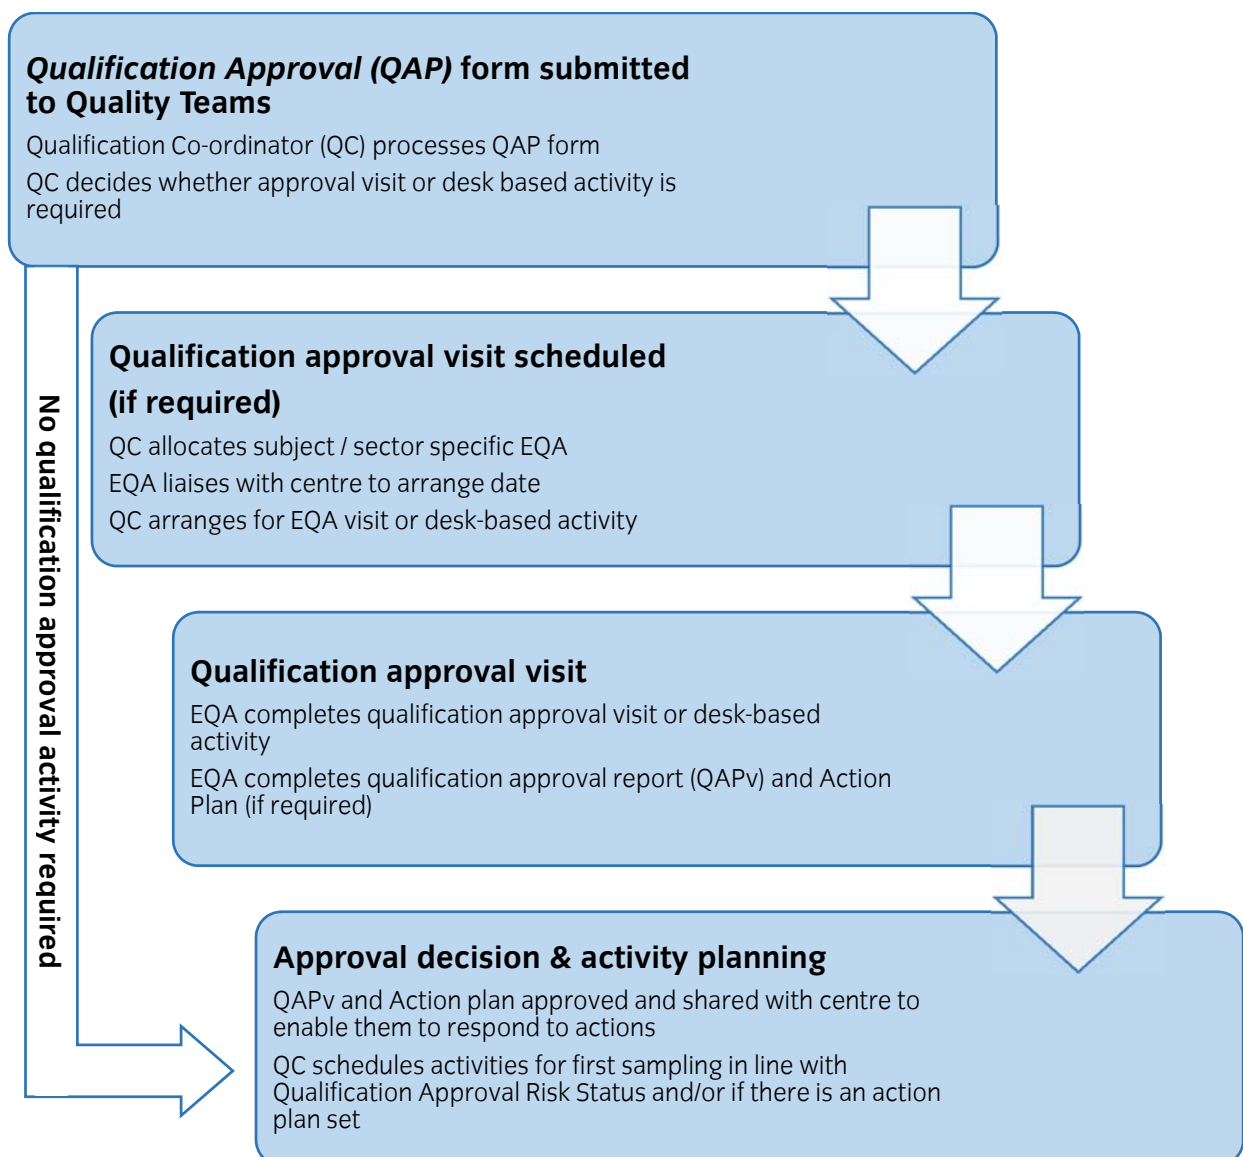 Qualification Approval (QAP) form submitted
to Quality Teams
Qualification Co-ordinator (QC) processes QAP form
QC decides whether approval visit or desk based activity is
required
Qualification approval visit scheduled
(if required)
QC allocates subject / sector specific EQA
EQA liaises with centre to arrange date
QC arranges for EQA visit or desk-based activity
No qualification approval activity required
Qualification approval visit
EQA completes qualification approval visit or desk-based
activity
EQA completes qualification approval report (QAPv) and Action
Plan (if required)
Approval decision & activity planning
QAPv and Action plan approved and shared with centre to
enable them to respond to actions
QC schedules activities for first sampling in line with
Qualification Approval Risk Status and/or if there is an action
plan set